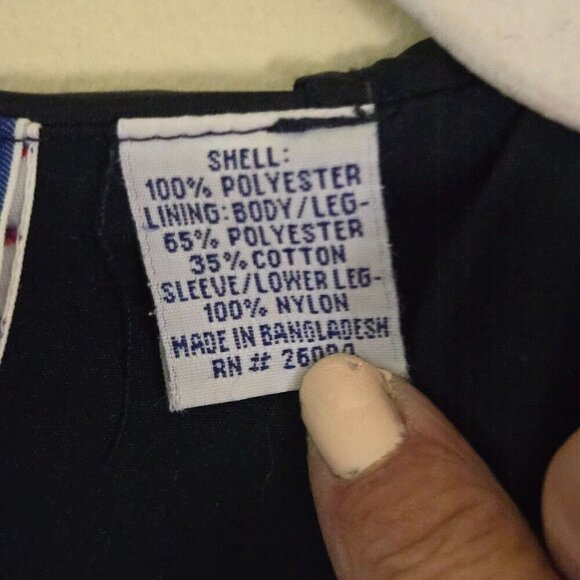 SHELL:
100% POLYESTER
LINING:BODY/LEG-
65% POLYESTER
35% COTTON
SLEEVE/LOWER LEG-
100% NYLON
MADE IN BANGLADESH
RN #